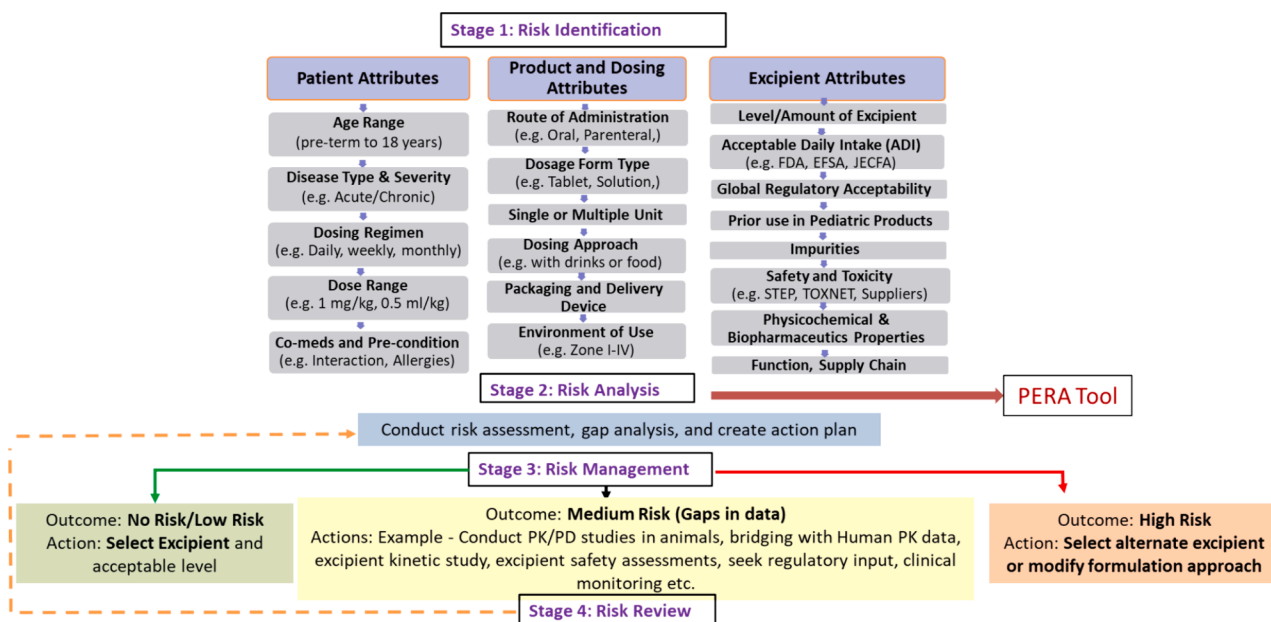 Stage 1: Risk Identification
Patient Attributes
Age Range
(pre-term to 18 years)
Disease Type & Severity
(e.g. Acute/Chronic)
Dosing Regimen
(e.g. Daily, weekly, monthly)
Dose Range
(e.g. 1 mg/kg, 0.5 ml/kg)
Co-meds and Pre-condition
(e.g. Interaction, Allergies)
Product and Dosing
Attributes
Route of Administration
(e.g. Oral, Parenteral,)
Dosage Form Type
(e.g. Tablet, Solution,)
Single or Multiple Unit
Dosing Approach
(e.g. with drinks or food)
Packaging and Delivery
Device
Environment of Use
(e.g. Zone I-IV)
Excipient Attributes
Level/Amount of Excipient
Acceptable Daily Intake (ADI)
(e.g. FDA, EFSA, JECFA)
Global Regulatory Acceptability
Prior use in Pediatric Products
Impurities
Safety and Toxicity
(e.g. STEP, TOXNET, Suppliers)
Physicochemical &
Biopharmaceutics Properties
Function, Supply Chain
Stage 2: Risk Analysis
PERA Tool
Conduct risk assessment, gap analysis, and create action plan
Stage 3: Risk Management
Outcome: No Risk/Low Risk
Action: Select Excipient and
acceptable level
Outcome: Medium Risk (Gaps in data)
Actions: Example - Conduct PK/PD studies in animals, bridging with Human PK data,
excipient kinetic study, excipient safety assessments, seek regulatory input, clinical
monitoring etc.
Outcome: High Risk
Action: Select alternate excipient
or modify formulation approach
Stage 4: Risk Review